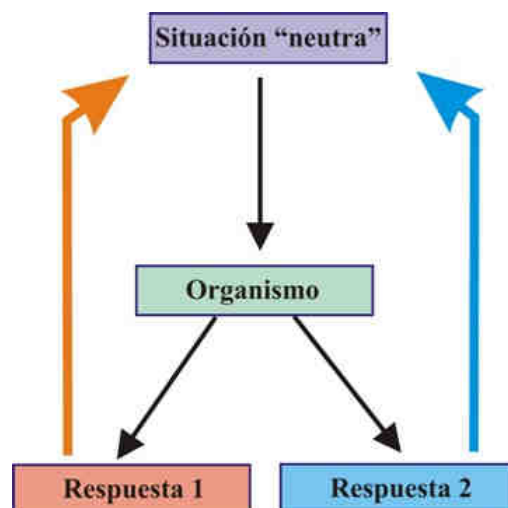 Situación “neutra”
Organismo
Respuesta 1
Respuesta 2